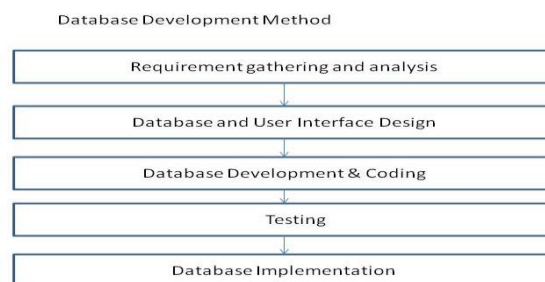 Database Development Method
Requirement gathering and analysis
Database and User Interface Design
Database Development & Coding
Testing
Database Implementation